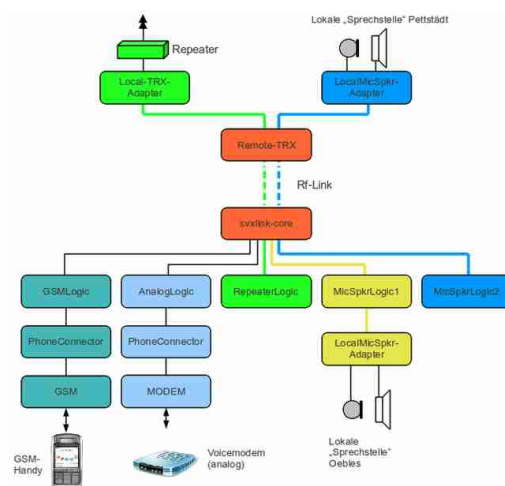 Lokale „Sprechstelle" Pettstädt
Repeater
Local-TRX-
Adapter
LocalMicSpkr-
Adapter
Remote-TRX
Rf-Link
svxlink-core
GSMLogic
AnalogLogic
RepeaterLogic
MicSpkrLogic1
MicSpkrLogic2
PhoneConnector
PhoneConnector
LocalMicSpkr-
Adapter
GSM
MODEM
GSM-
Handy
Voicemodem
(analog)
Lokale
„Sprechstelle"
Oebles